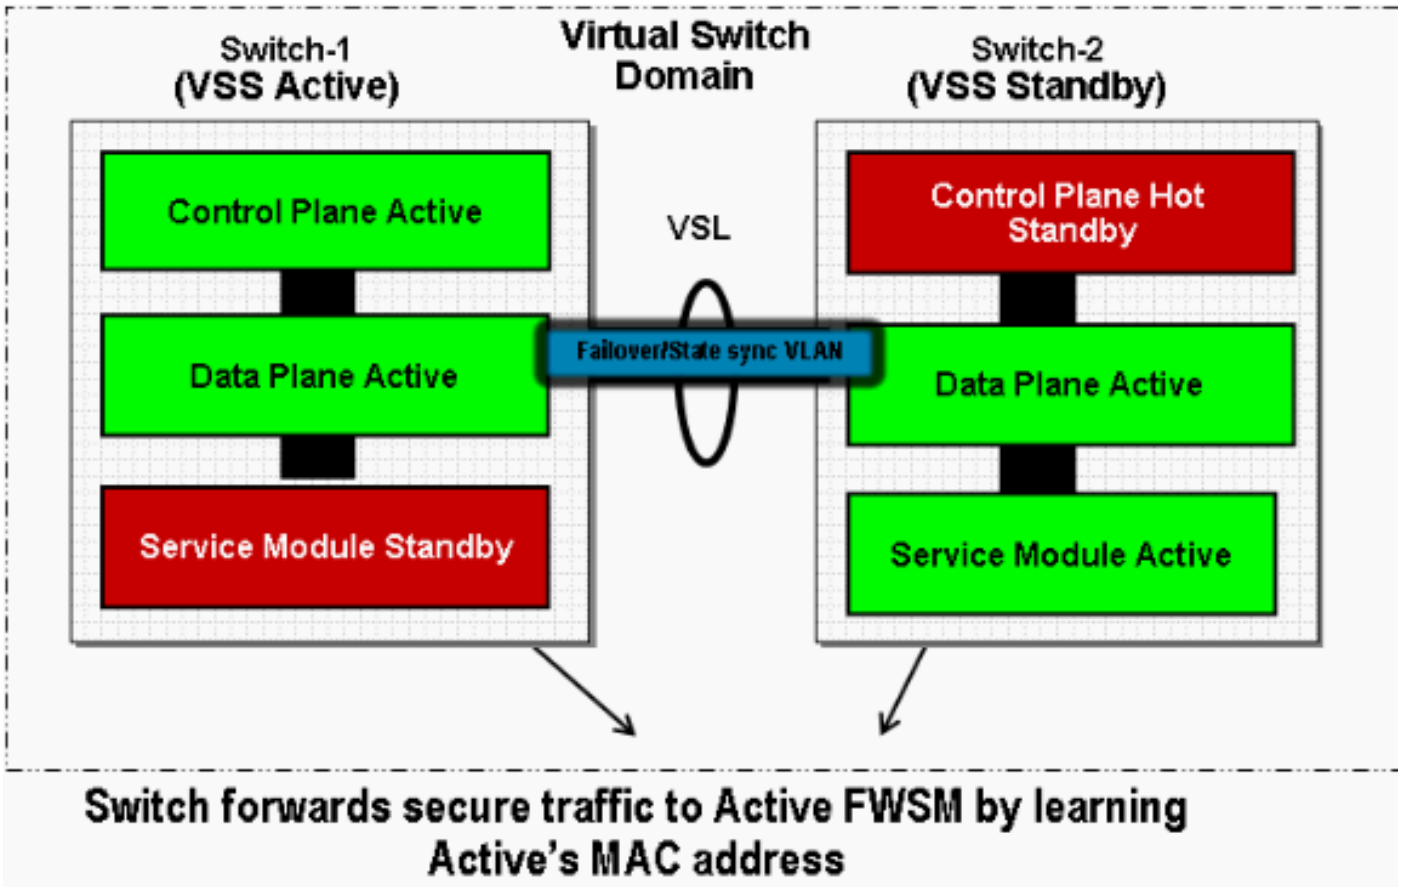 Virtual Switch
Domain
Switch-1
(VSS Active)
Control Plane Active
Data Plane Active
Service Module Standby
VSL
Failover/State sync VLAN
Switch-2
(VSS Standby)
Control Plane Hot
Standby
Data Plane Active
Service Module Active
Switch forwards secure traffic to Active FWSM by learning
Active's MAC address